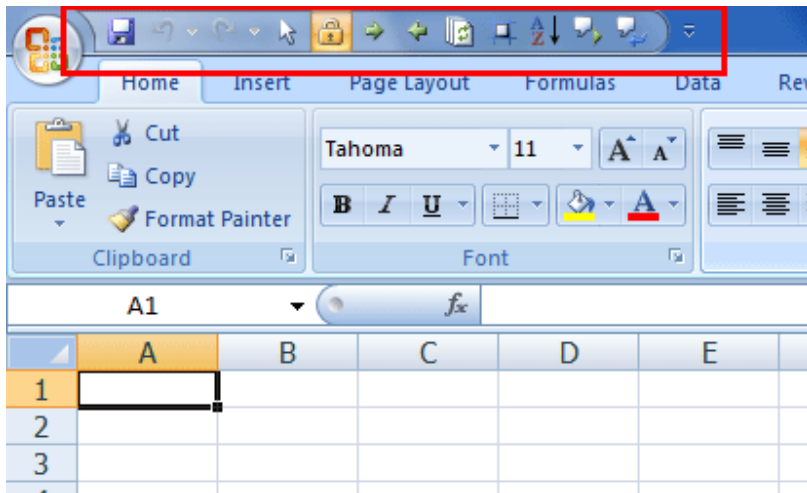 Home Insert Page Layout Formulas Data Rev
Cut
Copy
Paste
Format Painter
Tahoma 11 A A
B I U A
Clipboard Font
A1 fx
A B C D E
1
2
3